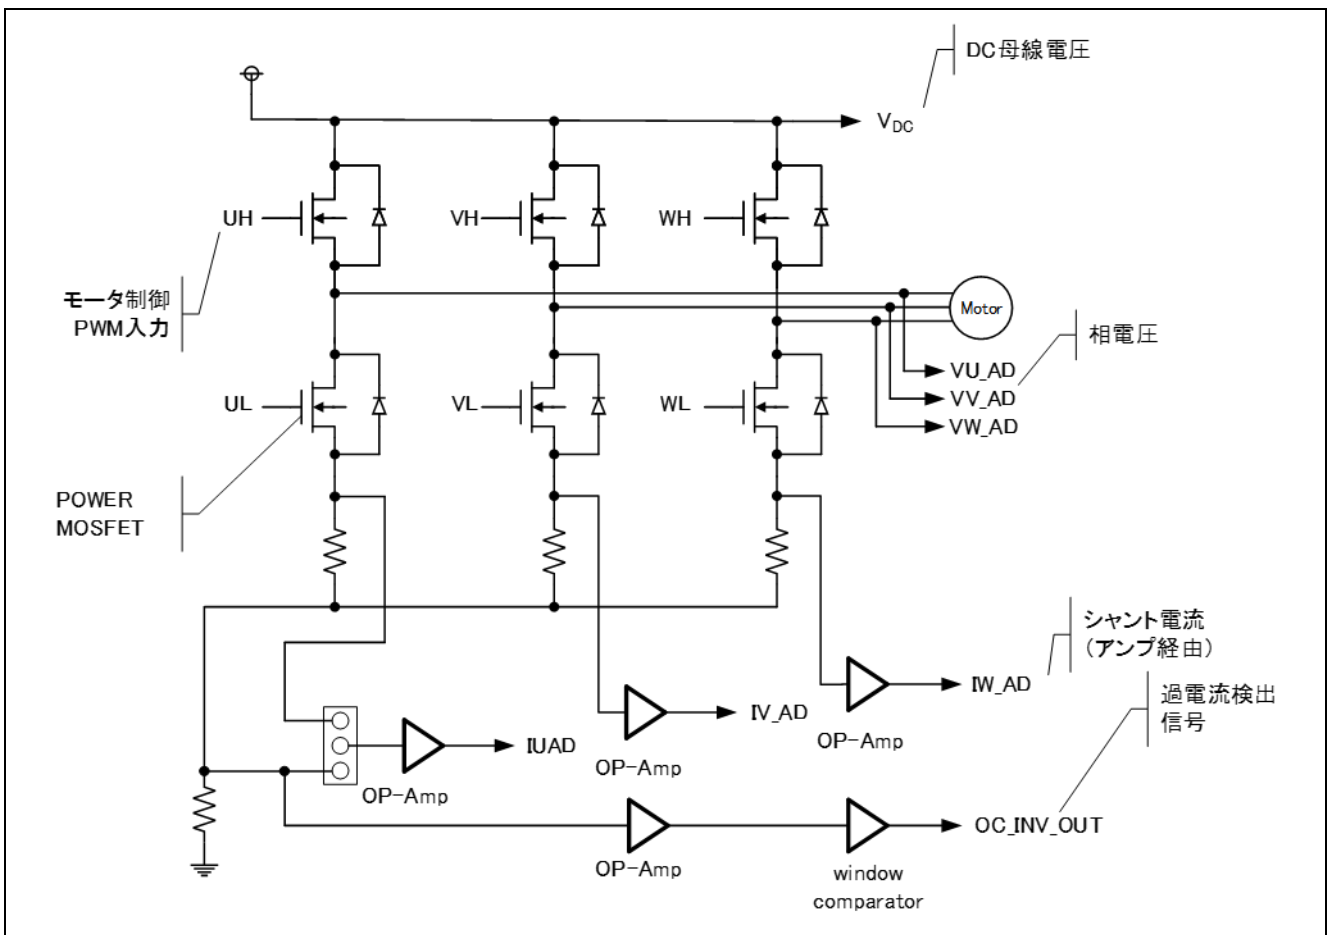 DC母線電圧
VDC
UH
VH
WH
モータ制御
PWM入力
Motor
相電圧
VU_AD
VV_AD
VW_AD
UL
VL
WL
POWER
MOSFET
シャント電流
（アンプ経由）
IW_AD
OP-Amp
過電流検出
信号
IV_AD
OP-Amp
IUAD
OP-Amp
OC_INV_OUT
OP-Amp
window
comparator